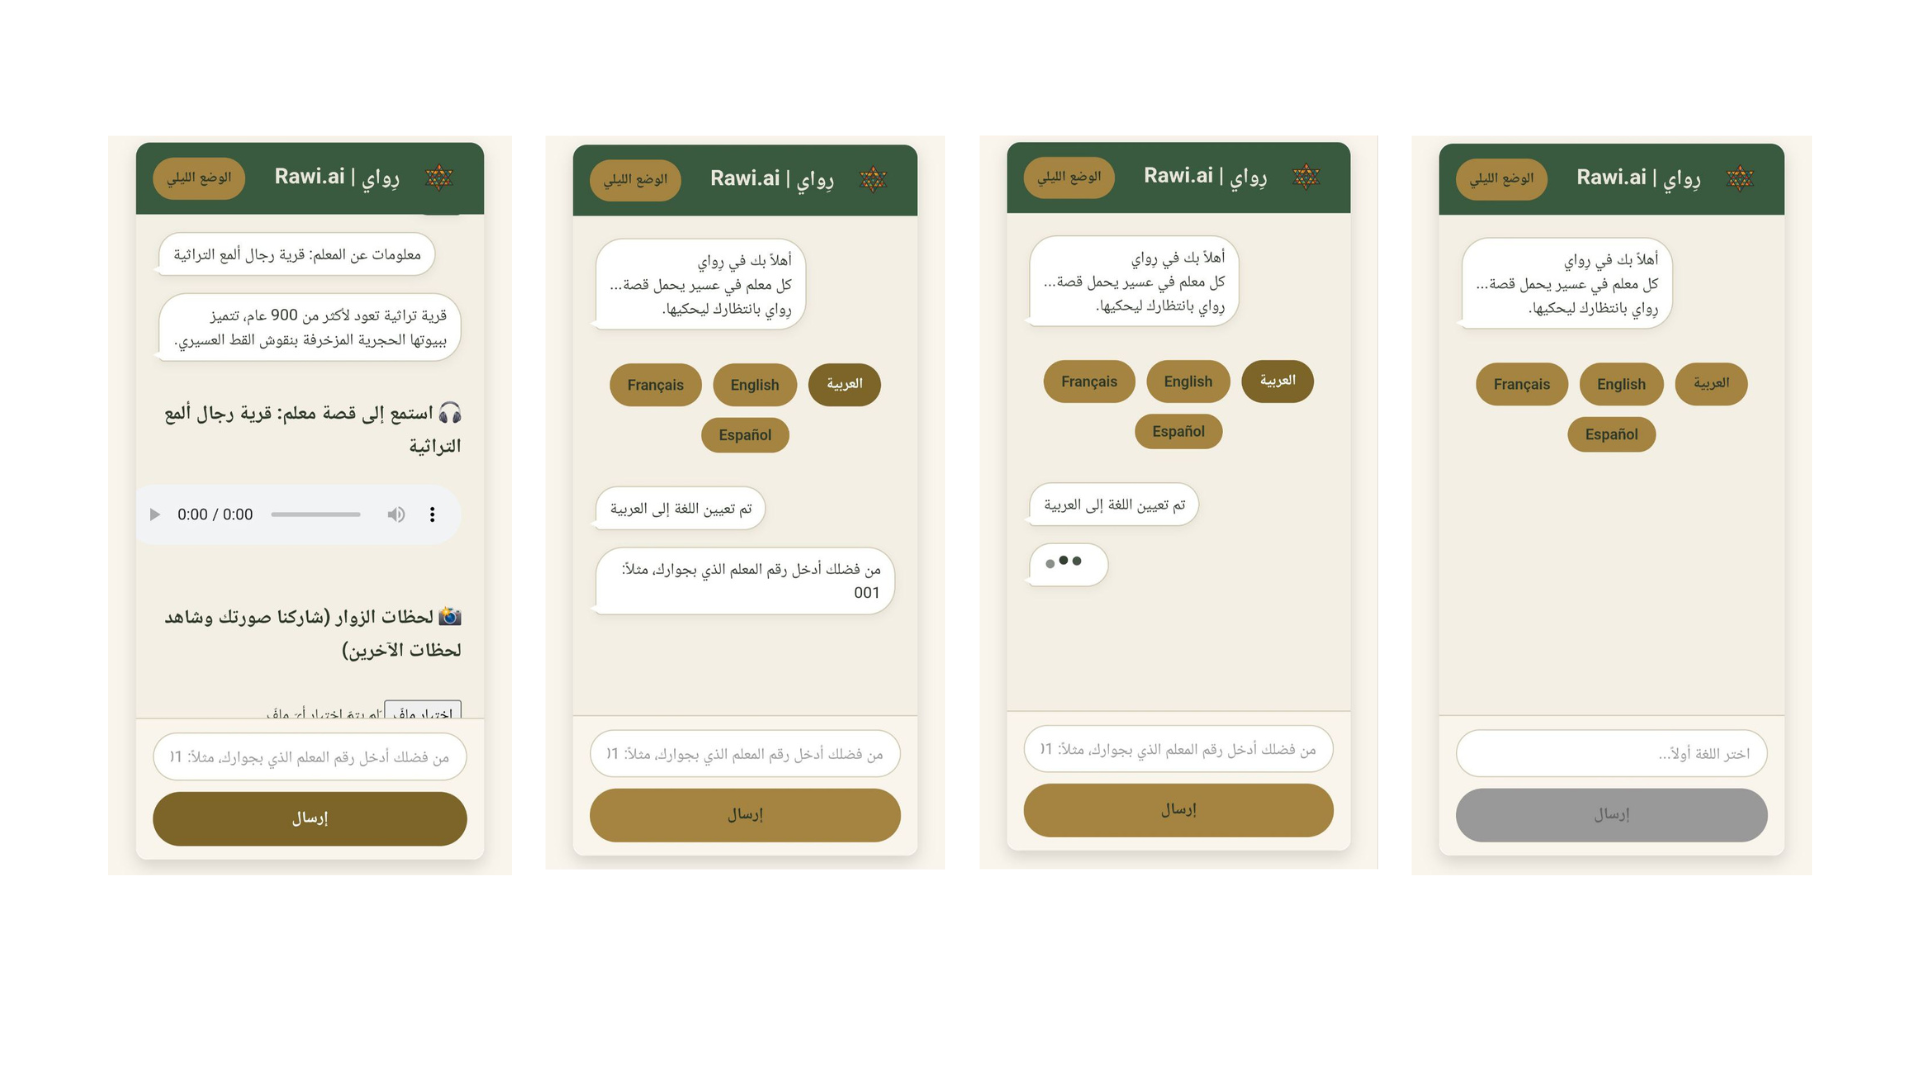 رِواي | Rawi.ai
الوضع الليلي
أهلاً بك في رِواي
كل معلم في عسير يحمل قصة...
رِواي بانتظارك ليحكيها.
العربية
English
Français
Español
اختر اللغة أولاً...
إرسال
رِواي | Rawi.ai
الوضع الليلي
أهلاً بك في رِواي
كل معلم في عسير يحمل قصة...
رِواي بانتظارك ليحكيها.
العربية
English
Français
Español
تم تعيين اللغة إلى العربية
من فضلك أدخل رقم المعلم الذي بجوارك، مثلاً: 01
إرسال
رِواي | Rawi.ai
الوضع الليلي
أهلاً بك في رِواي
كل معلم في عسير يحمل قصة...
رِواي بانتظارك ليحكيها.
العربية
English
Français
Español
تم تعيين اللغة إلى العربية
من فضلك أدخل رقم المعلم الذي بجوارك، مثلاً:
001
من فضلك أدخل رقم المعلم الذي بجوارك، مثلاً: 01
إرسال
رِواي | Rawi.ai
الوضع الليلي
معلومات عن المعلم: قرية رجال ألمع التراثية
قرية تراثية تعود لأكثر من 900 عام، تتميز
ببيوتها الحجرية المزخرفة بنقوش القط العسيري.
🎧 استمع إلى قصة معلم: قرية رجال ألمع
التراثية
0:00 / 0:00
📸 لحظات الزوار (شاركنا صورتك وشاهد
لحظات الآخرين)
اختيار ملف لم يتم اختيار أي ملف
من فضلك أدخل رقم المعلم الذي بجوارك، مثلاً: 01
إرسال